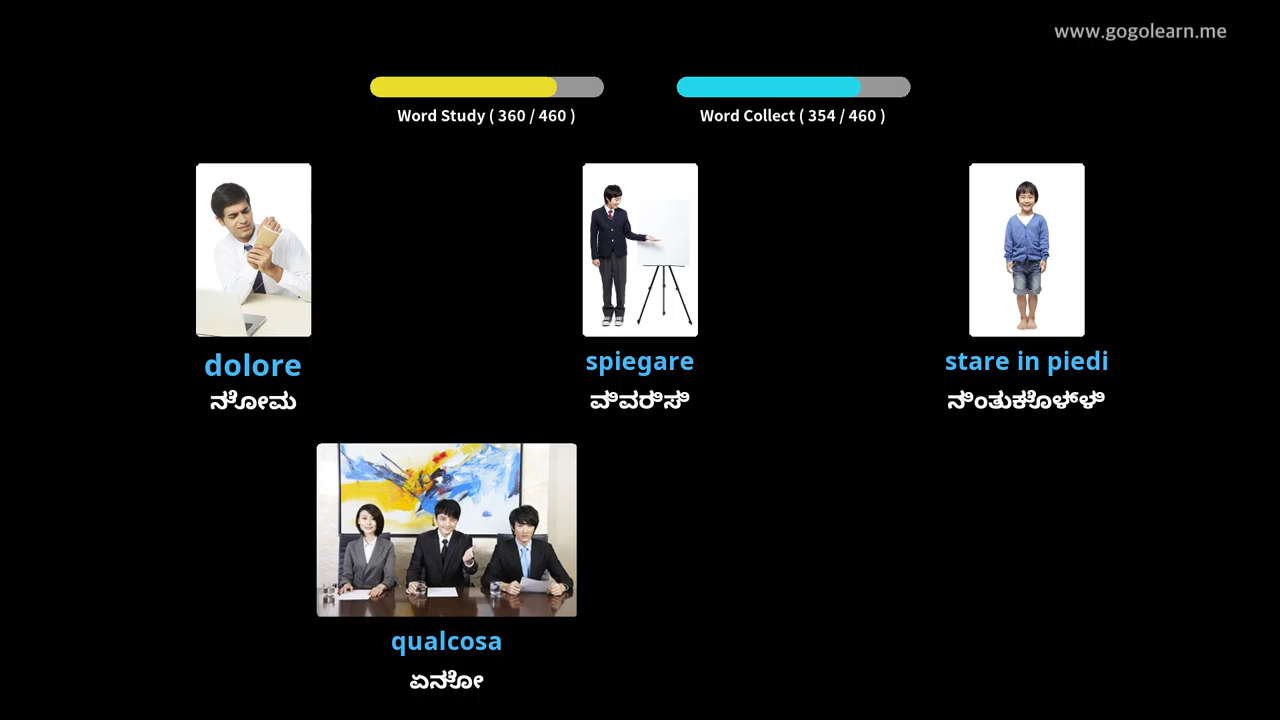 www.gogolearn.me
Word Study ( 360 / 460 )
Word Collect ( 354 / 460 )
dolore
spiegare
stare in piedi
ನೋವು
ವಿವರಿಸಿ
ನಿಂತುಕೊಳ್ಳಿ
qualcosa
ಏನೋ